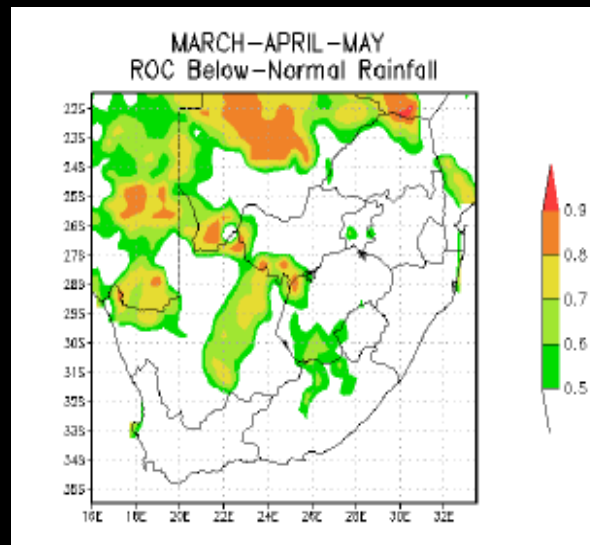 MARCH-APRIL-MAY
ROC Below-Normal Rainfall
22S
23S
24S
25S
26S
27S
28S
29S
30S
31S
32S
33S
34S
35S
16E 18E 20E 22E 24E 26E 28E 30E 32E
0.9
0.8
0.7
0.6
0.5